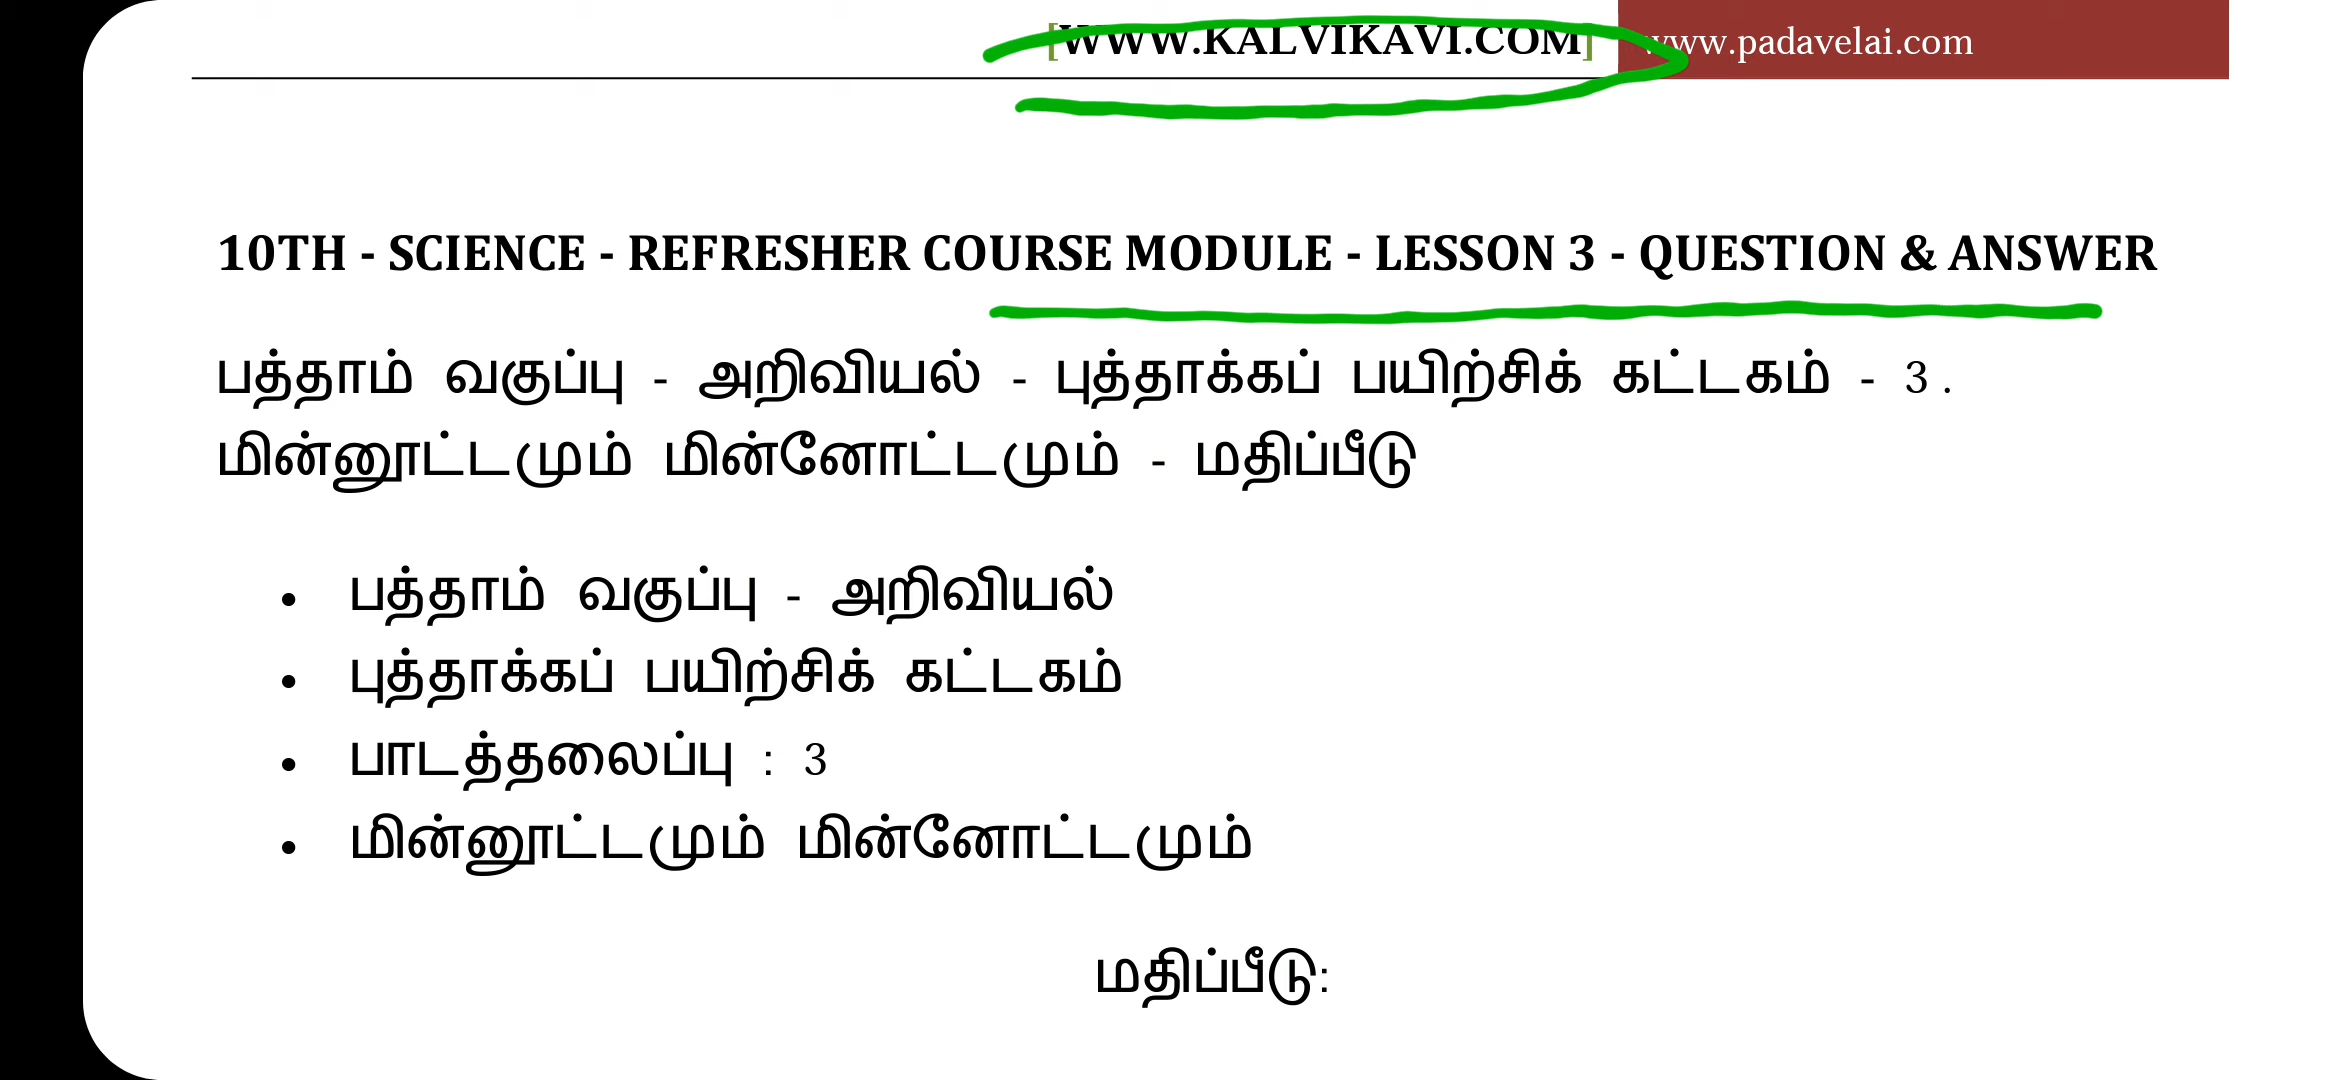 [WWW.KALVIKAVI.COM] www.padavelai.com
10TH - SCIENCE - REFRESHER COURSE MODULE - LESSON 3 - QUESTION & ANSWER
பத்தாம் வகுப்பு - அறிவியல் - புத்தாக்கப் பயிற்சிக் கட்டகம் - 3 .
மின்னூட்டமும் மின்னோட்டமும் - மதிப்பீடு
• பத்தாம் வகுப்பு - அறிவியல்
• புத்தாக்கப் பயிற்சிக் கட்டகம்
• பாடத்தலைப்பு : 3
• மின்னூட்டமும் மின்னோட்டமும்
மதிப்பீடு: